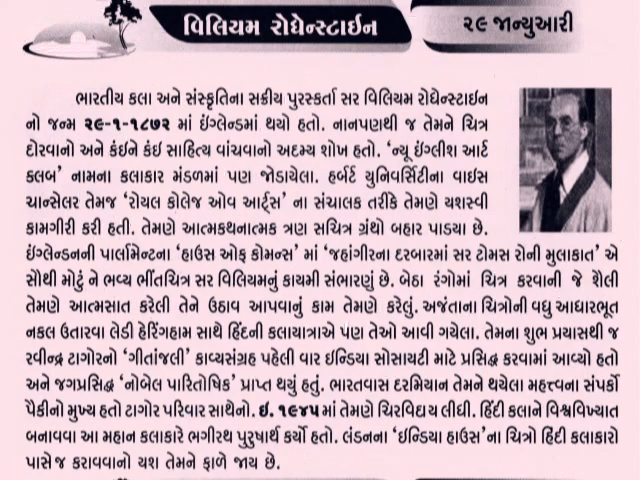 વિલિયમ રોધેન્સ્ટાઇન
૨૯ જાન્યુઆરી
ભારતીય કલા અને સંસ્કૃતિના સક્રીય પુરસ્કર્તા સર વિલિયમ રોધેન્સ્ટાઇન
નો જન્મ ૨૯-૧-૧૮૭૨ માં ઇંગ્લેન્ડમાં થયો હતો. નાનપણથી જ તેમને ચિત્ર
દોરવાનો અને કંઇને કંઇ સાહિત્ય વાંચવાનો અદમ્ય શોખ હતો. ‘ન્યૂ ઇંગ્લીશ આર્ટ
ક્લબ’ નામના કલાકાર મંડળમાં પણ જોડાયેલા. હર્બર્ટ યુનિવર્સિટીના વાઇસ
ચાન્સેલર તેમજ ‘રોયલ કોલેજ ઓવ આર્ટ્સ’ ના સંચાલક તરીકે તેમણે યશસ્વી
કામગીરી કરી હતી. તેમણે આત્મકથનાત્મક ત્રણ સચિત્ર ગ્રંથો બહાર પાડયા છે.
ઇંગ્લેન્ડનની પાર્લામેન્ટના ‘હાઉસ ઓફ કોમન્સ’ માં ‘જહાંગીરના દરબારમાં સર ટોમસ રોની મુલાકાત’ એ
સૌથી મોટું ને ભવ્ય ભીંતચિત્ર સર વિલિયમનું કાયમી સંભારણું છે. બેઠા રંગોમાં ચિત્ર કરવાની જે શૈલી
તેમણે આત્મસાત કરેલી તેને ઉઠાવ આપવાનું કામ તેમણે કરેલું. અજંતાના ચિત્રોની વધુ આધારભૂત
નકલ ઉતારવા લેડી હેરિંગહામ સાથે હિંદની કલાયાત્રાએ પણ તેઓ આવી ગયેલા. તેમના શુભ પ્રયાસથી જ
રવીન્દ્ર ટાગોરનો ‘ગીતાંજલી’ કાવ્યસંગ્રહ પહેલી વાર ઇન્ડિયા સોસાયટી માટે પ્રસિદ્ધ કરવામાં આવ્યો હતો
અને જગપ્રસિદ્ધ ‘નોબેલ પારિતોષિક’ પ્રાપ્ત થયું હતું. ભારતવાસ દરમિયાન તેમને થયેલા મહત્ત્વના સંપર્કો
પૈકીનો મુખ્ય હતો ટાગોર પરિવાર સાથેનો. ઇ. ૧૯૪૫ માં તેમણે ચિરવિદાય લીધી. હિંદી કલાને વિશ્વવિખ્યાત
બનાવવા આ મહાન કલાકારે ભગીરથ પુરુષાર્થ કર્યો હતો. લંડનના ‘ઇન્ડિયા હાઉસ’ના ચિત્રો હિંદી કલાકારો
પાસે જ કરાવવાનો યશ તેમને ફાળે જાય છે.